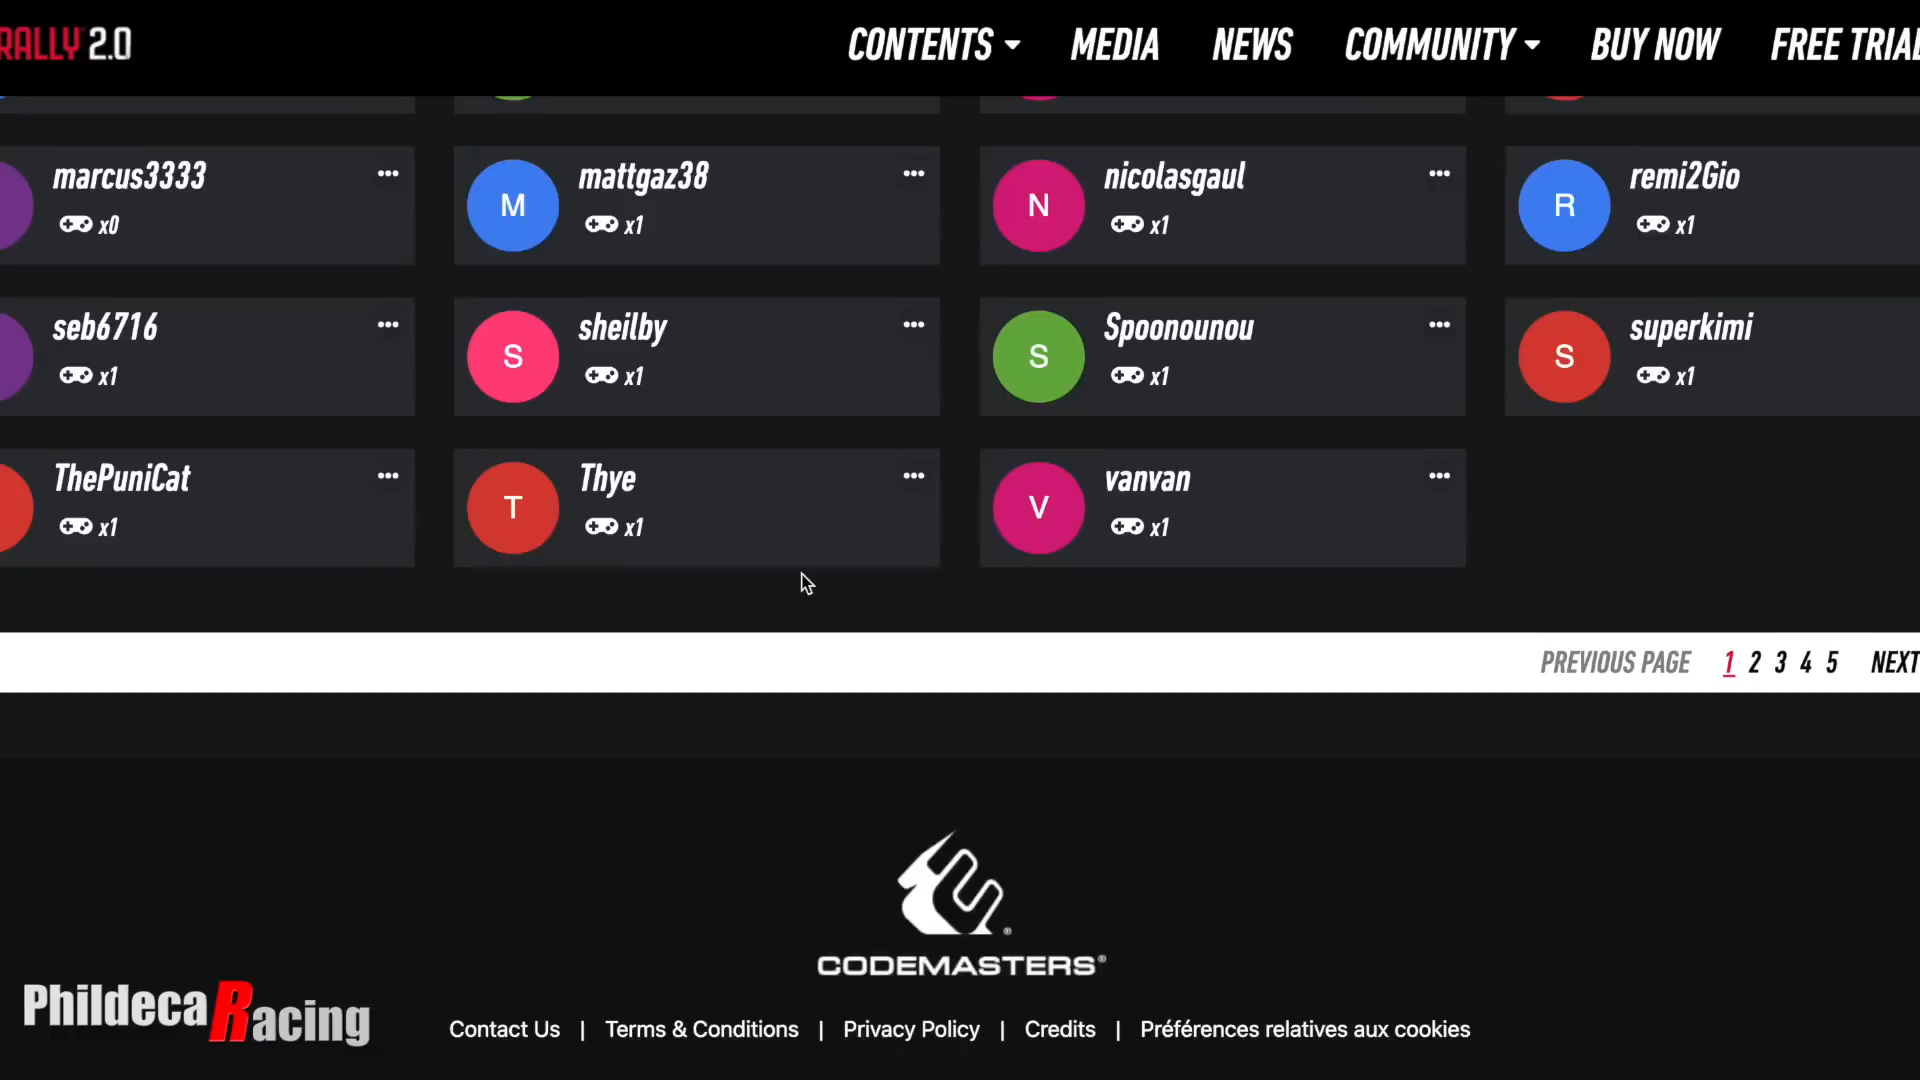 RALLY 2.0
CONTENTS
MEDIA
NEWS
COMMUNITY
BUY NOW
FREE TRIAL
marcus3333
x0
M
mattgaz38
x1
N
nicolasgaul
x1
R
remi2Gio
x1
seb6716
x1
S
sheilby
x1
S
Spoonounou
x1
S
superkimi
x1
ThePuniCat
x1
T
Thye
x1
V
vanvan
x1
PREVIOUS PAGE 1 2 3 4 5 NEXT
CODEMASTERS®
PhildecaRacing
Contact Us | Terms & Conditions | Privacy Policy | Credits | Préférences relatives aux cookies